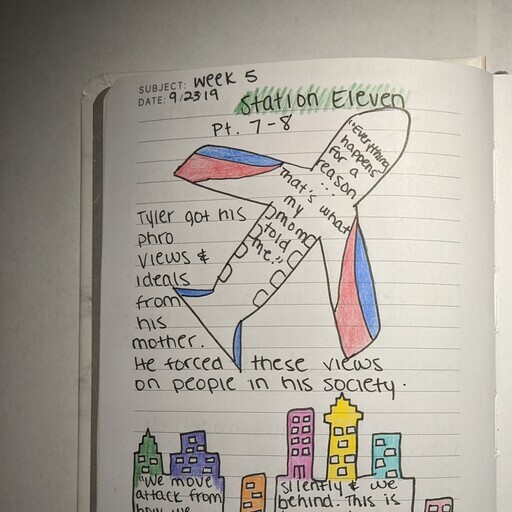 SUBJECT: Week 5
DATE: 9/23/19
Station Eleven
Pt. 7-8
"Everything
happens
for a
reason
...
That's what
my
mom
told
me."
Tyler got his
phro
views &
ideals
from
his
mother.
He forced these views
on people in his society.
"We move
attack from
how we
silently & we
behind. This is